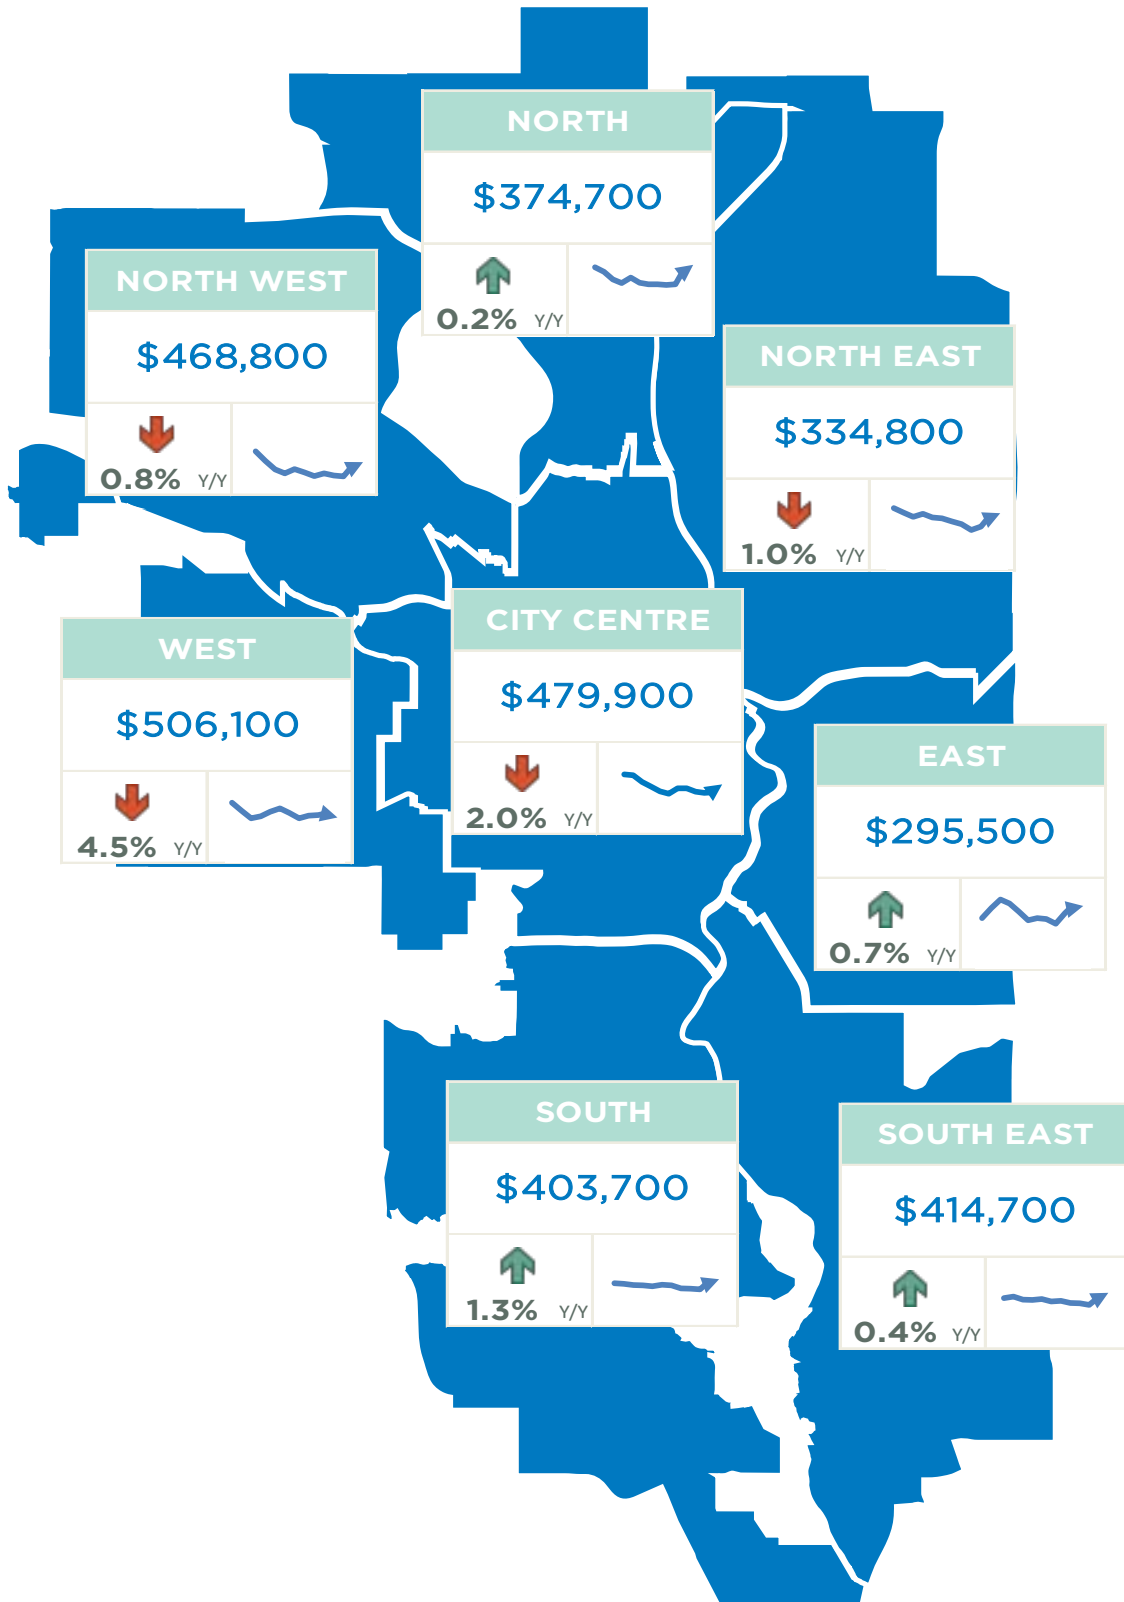 NORTH
$374,700
0.2% Y/Y
NORTH WEST
$468,800
0.8% Y/Y
NORTH EAST
$334,800
1.0% Y/Y
CITY CENTRE
$479,900
2.0% Y/Y
WEST
$506,100
4.5% Y/Y
EAST
$295,500
0.7% Y/Y
SOUTH
$403,700
1.3% Y/Y
SOUTH EAST
$414,700
0.4% Y/Y